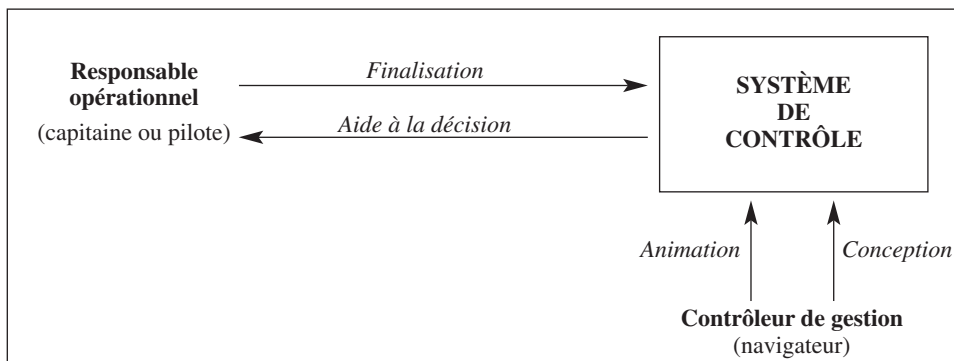 Responsable
opérationnel
(capitaine ou pilote)
Finalisation
Aide à la décision
SYSTÈME
DE
CONTRÔLE
Animation
Conception
Contrôleur de gestion
(navigateur)